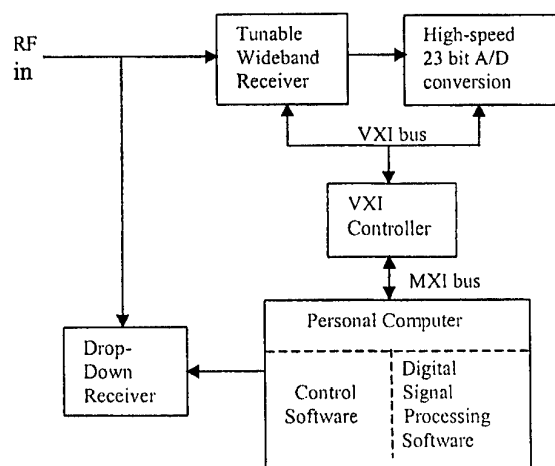 RF
in
Tunable
Wideband
Receiver
High-speed
23 bit A/D
conversion
VXI bus
VXI
Controller
MXI bus
Personal Computer
Drop-
Down
Receiver
Control
Software
Digital
Signal
Processing
Software